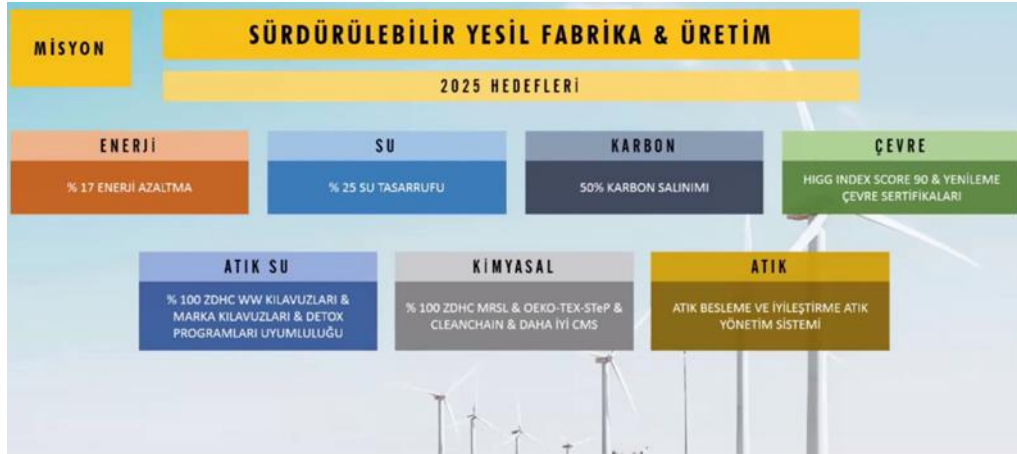 MİSYON
SÜRDÜRÜLEBİLİR YESİL FABRİKA & ÜRETİM
2025 HEDEFLERİ
ENERJİ
% 17 ENERJİ AZALTMA
SU
% 25 SU TASARRUFU
KARBON
50% KARBON SALINIMI
ÇEVRE
HIGG INDEX SCORE 90 & YENİLEME
ÇEVRE SERTİFİKALARI
ATIK SU
% 100 ZDHC WW KILAVUZLARI &
MARKA KILAVUZLARI & DETOX
PROGRAMLARI UYUMLULUĞU
KİMYASAL
% 100 ZDHC MRSL & OEKO-TEX-STeP &
CLEANCHAIN & DAHA İYİ CMS
ATIK
ATIK BESLEME VE İYİLEŞTİRME ATIK
YÖNETİM SİSTEMİ